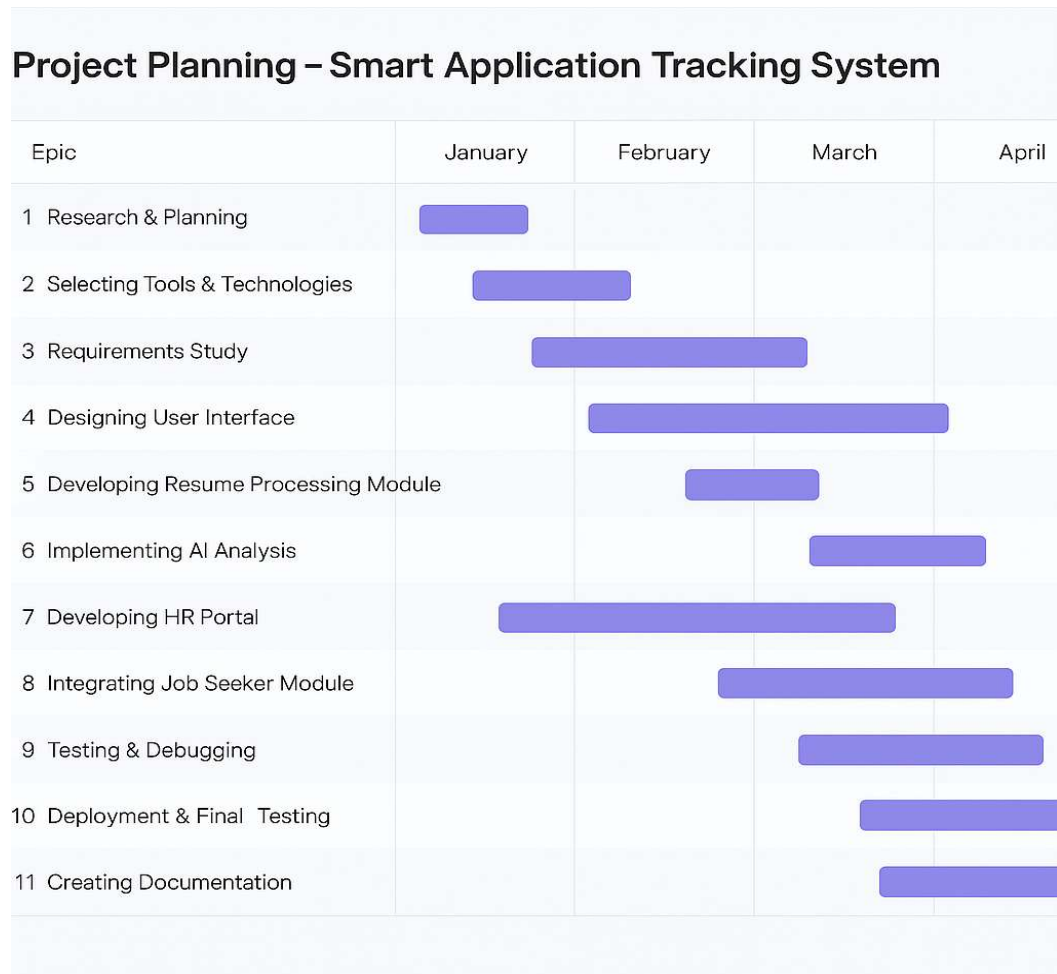 Project Planning – Smart Application Tracking System
Epic January February March April
1 Research & Planning
2 Selecting Tools & Technologies
3 Requirements Study
4 Designing User Interface
5 Developing Resume Processing Module
6 Implementing AI Analysis
7 Developing HR Portal
8 Integrating Job Seeker Module
9 Testing & Debugging
10 Deployment & Final Testing
11 Creating Documentation